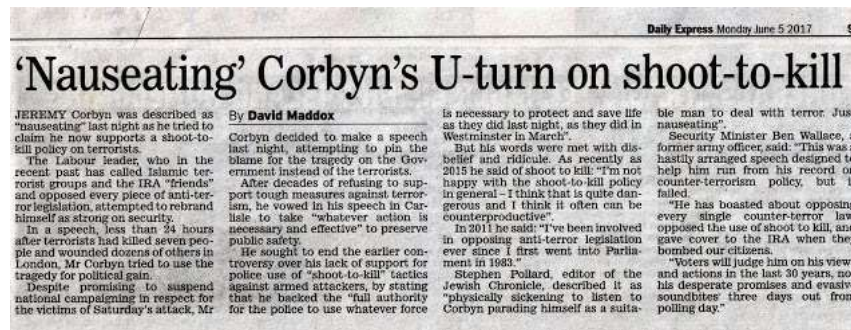 Daily Express Monday June 5 2017
'Nauseating' Corbyn's U-turn on shoot-to-kill
JEREMY Corbyn was described as
"nauseating" last night as he tried to
claim he now supports a shoot-to-
kill policy on terrorists.
The Labour leader, who in the
recent past has called Islamic ter-
rorist groups and the IRA "friends"
and opposed every piece of anti-ter-
ror legislation, attempted to rebrand
himself as strong on security.
In a speech, less than 24 hours
after terrorists had killed seven peo-
ple and wounded dozens of others in
London, Mr Corbyn tried to use the
tragedy for political gain.
Despite promising to suspend
national campaigning in respect for
the victims of Saturday's attack, Mr
By David Maddox
Corbyn decided to make a speech
last night, attempting to pin the
blame for the tragedy on the Gov-
ernment instead of the terrorists.
After decades of refusing to sup-
port tough measures against terror-
ism, he vowed in his speech in Car-
lisle to take "whatever action is
necessary and effective" to preserve
public safety.
He sought to end the earlier con-
troversy over his lack of support for
police use of "shoot-to-kill" tactics
against armed attackers, by stating
that he backed the "full authority
for the police to use whatever force
is necessary to protect and save life
as they did last night, as they did in
Westminster in March".
But his words were met with dis-
belief and ridicule. As recently as
2015 he said of shoot to kill: "I'm not
happy with the shoot-to-kill policy
in general – I think that is quite dan-
gerous and I think it often can be
counterproductive".
In 2011 he said: "I've been involved
in opposing anti-terror legislation
ever since I first went into Parlia-
ment in 1983."
Stephen Pollard, editor of the
Jewish Chronicle, described it as
"physically sickening to listen to
Corbyn parading himself as a suita-
ble man to deal with terror. Jus
nauseating".
Security Minister Ben Wallace,
former army officer, said: "This was
hastily arranged speech designed t
help him run from his record o
counter-terrorism policy, but i
failed.
"He has boasted about opposing
every single counter-terror law
opposed the use of shoot to kill, and
gave cover to the IRA when the
bombed our citizens.
"Voters will judge him on his view
and actions in the last 30 years, no
his desperate promises and evasiv
soundbites three days out from
polling day."